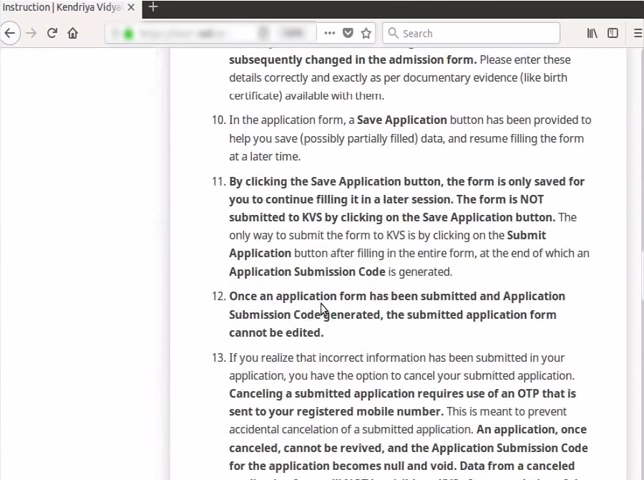 Instruction | Kendriya Vidyal
Search
subsequently changed in the admission form. Please enter these
details correctly and exactly as per documentary evidence (like birth
certificate) available with them.
10. In the application form, a Save Application button has been provided to
help you save (possibly partially filled) data, and resume filling the form
at a later time.
11. By clicking the Save Application button, the form is only saved for
you to continue filling it in a later session. The form is NOT
submitted to KVS by clicking on the Save Application button. The
only way to submit the form to KVS is by clicking on the Submit
Application button after filling in the entire form, at the end of which an
Application Submission Code is generated.
12. Once an application form has been submitted and Application
Submission Code generated, the submitted application form
cannot be edited.
13. If you realize that incorrect information has been submitted in your
application, you have the option to cancel your submitted application.
Canceling a submitted application requires use of an OTP that is
sent to your registered mobile number. This is meant to prevent
accidental cancelation of a submitted application. An application, once
canceled, cannot be revived, and the Application Submission Code
for the application becomes null and void. Data from a canceled